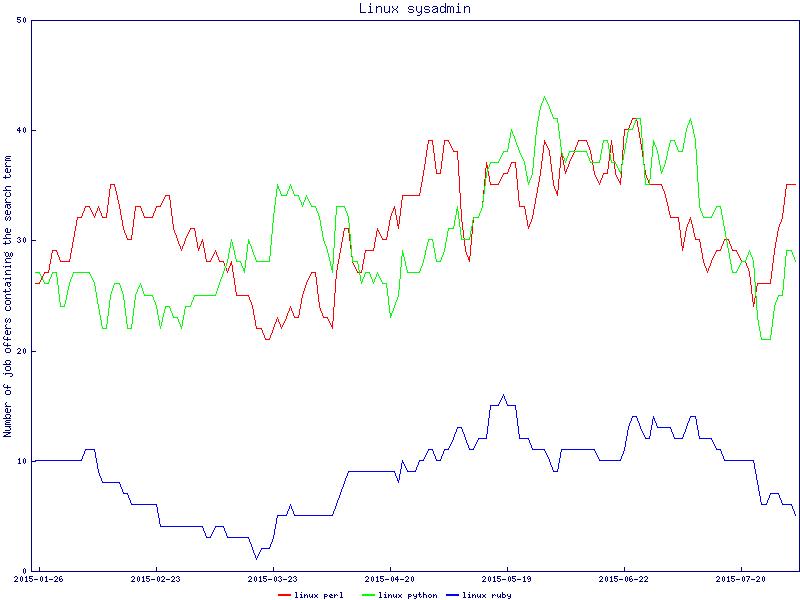 Linux sysadmin
Number of job offers containing the search term
50
40
30
20
10
0
2015-01-26 2015-02-23 2015-03-23 2015-04-20 2015-05-19 2015-06-22 2015-07-20
linux perl linux python linux ruby